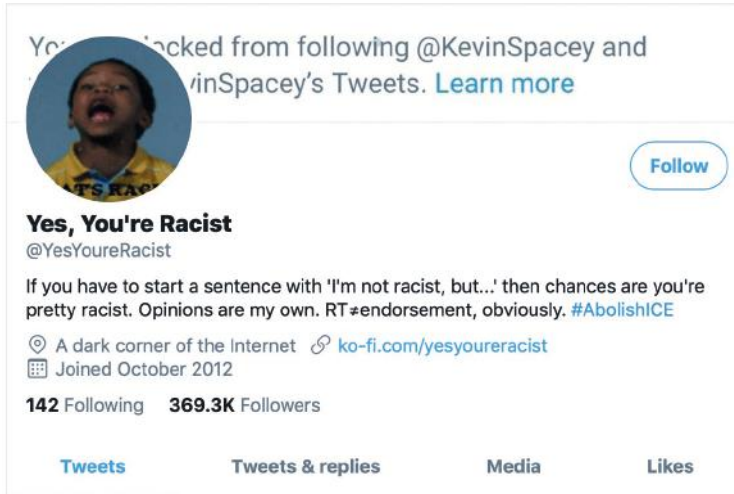 ocked from following @KevinSpacey and
inSpacey's Tweets. Learn more
Follow
Yes, You're Racist
@YesYoureRacist
If you have to start a sentence with 'I'm not racist, but...' then chances are you're
pretty racist. Opinions are my own. RT≠endorsement, obviously. #AbolishICE
A dark corner of the Internet ko-fi.com/yesyoureracist
Joined October 2012
142 Following 369.3K Followers
Tweets Tweets & replies Media Likes